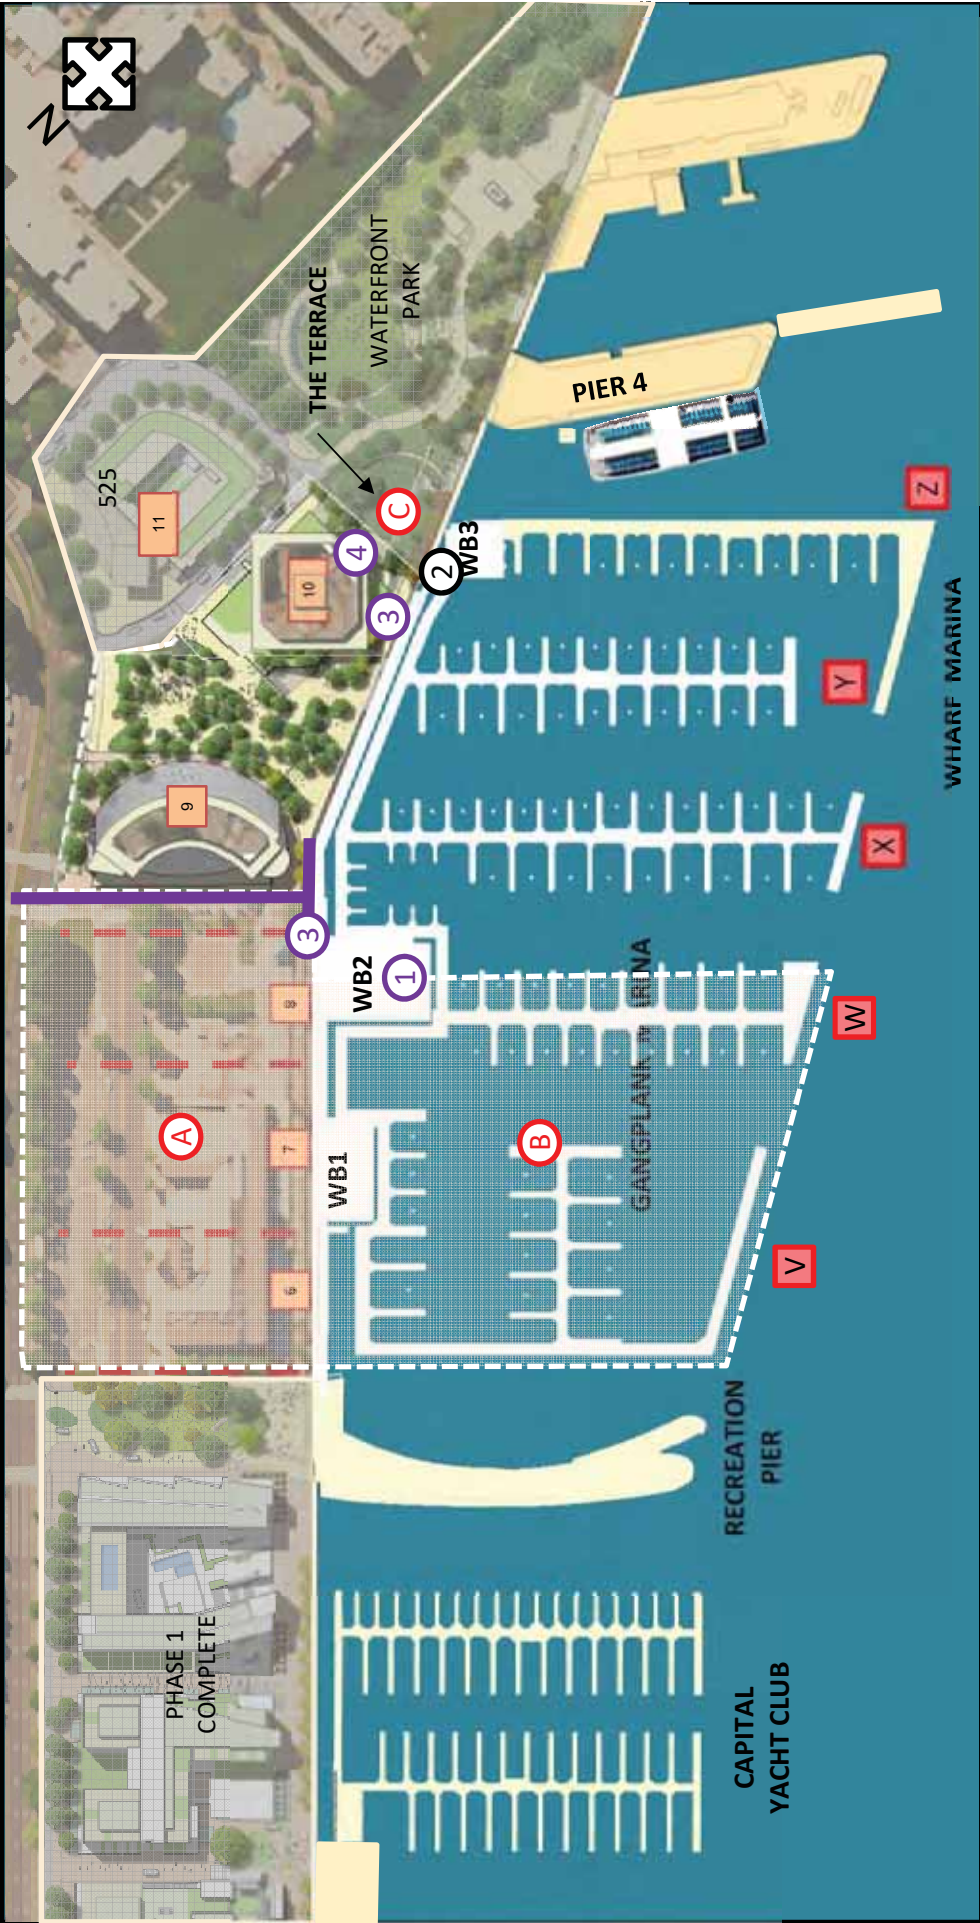 N
THE TERRACE
WATERFRONT
PARK
525
11
10
9
PIER 4
C
4
3
2
WB3
Z
Y
X
WHARF MARINA
3
WB2
1
8
7
6
A
WB1
B
GANGPLANK
W
V
RECREATION
PIER
PHASE 1
COMPLETE
CAPITAL
YACHT CLUB